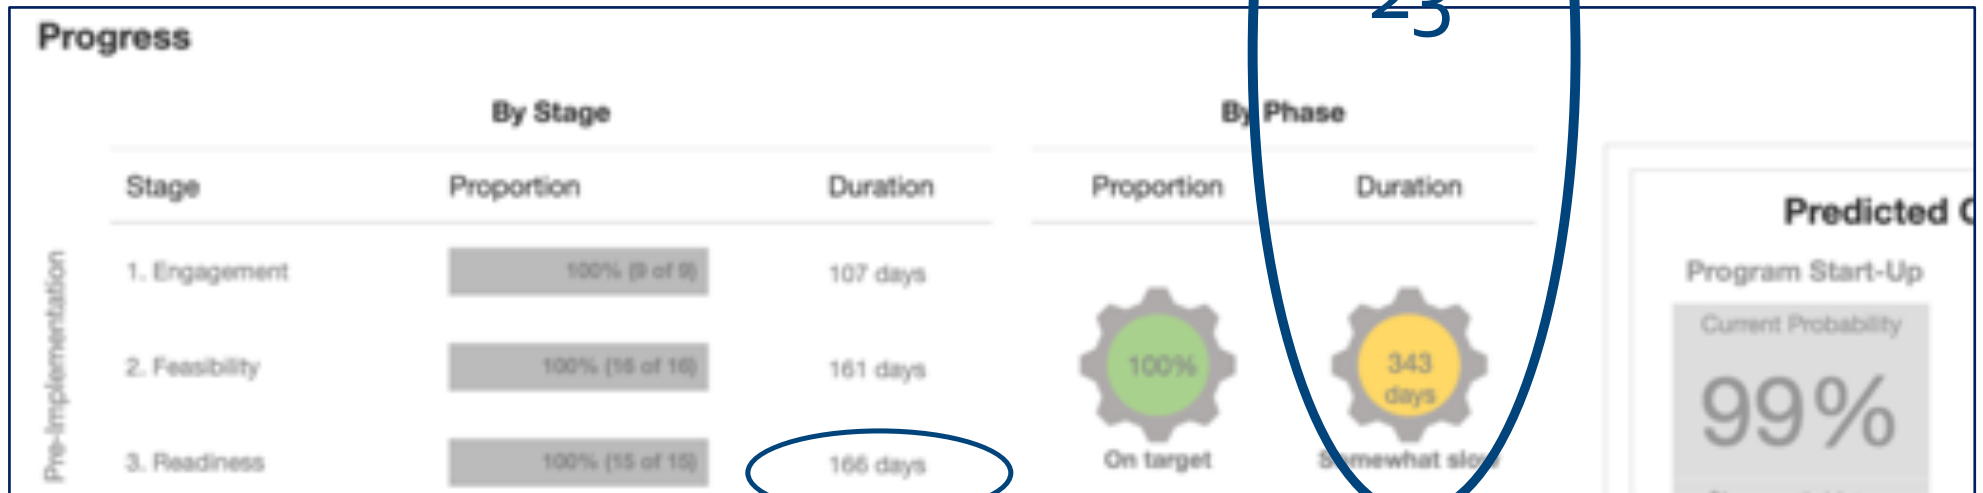 23
Progress
By Stage
By Phase
Stage Proportion Duration Proportion Duration
Predicted
Pre-Implementation
1. Engagement 100% (9 of 9) 107 days
Program Start-Up
Current Probability
2. Feasibility 100% (16 of 16) 161 days
100%
343 days
99%
3. Readiness 100% (15 of 15) 166 days
On target
Somewhat slow